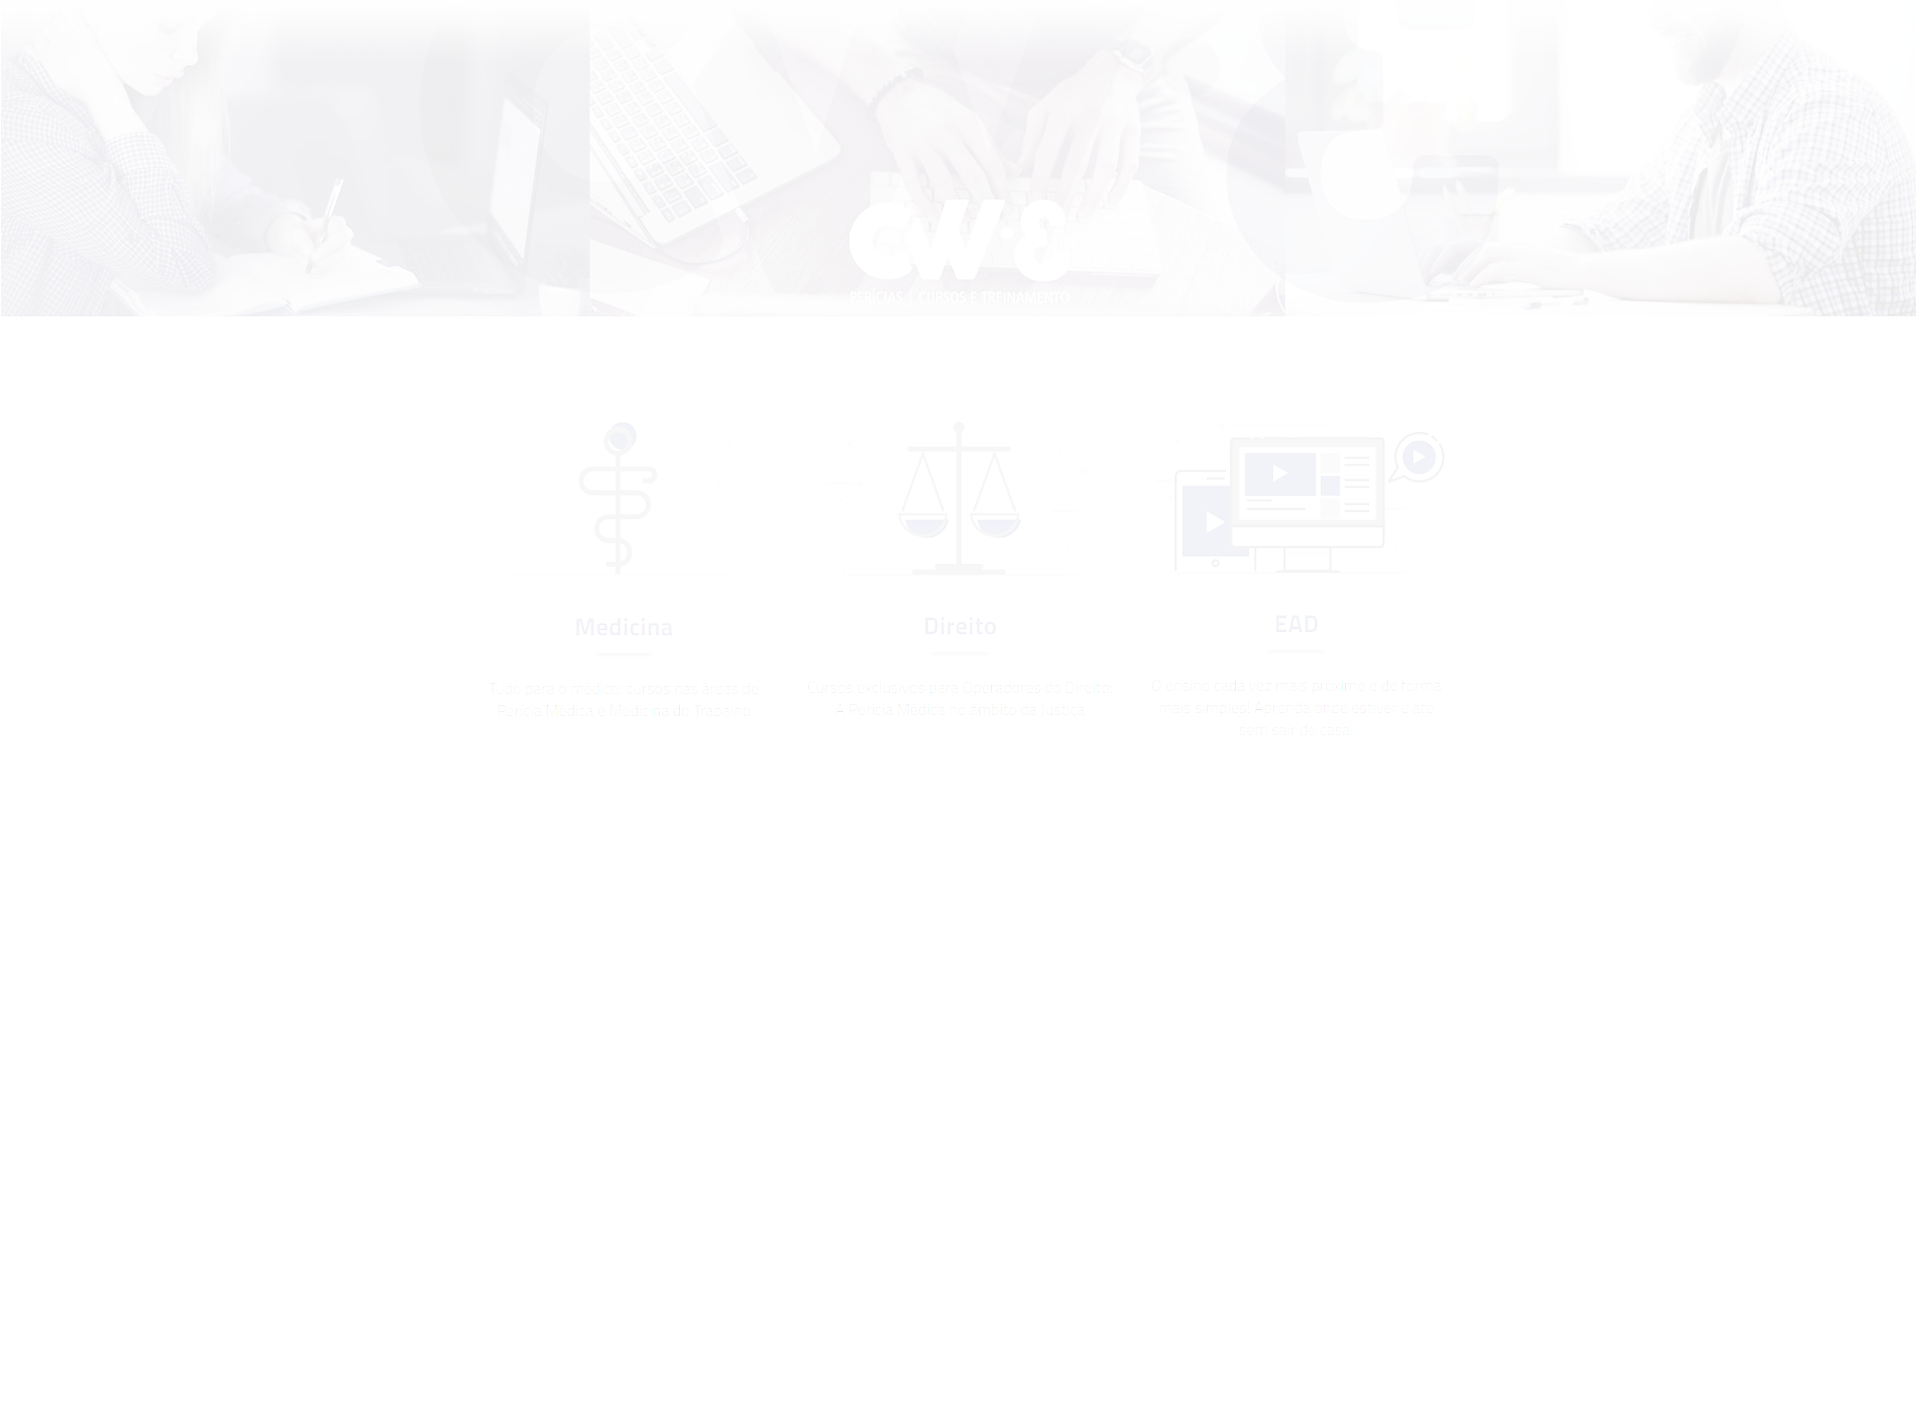 CW3
PERÍCIAS / CURSOS E TREINAMENTO
Medicina
Direito
EAD
Tudo para o médico: cursos nas áreas de
Perícia Médica e Medicina do Trabalho.
Cursos exclusivos para Operadores do Direito:
A Perícia Médica no âmbito da Justiça.
O ensino cada vez mais próximo e de forma
mais simples! Aprenda onde estiver e até
sem sair de casa.